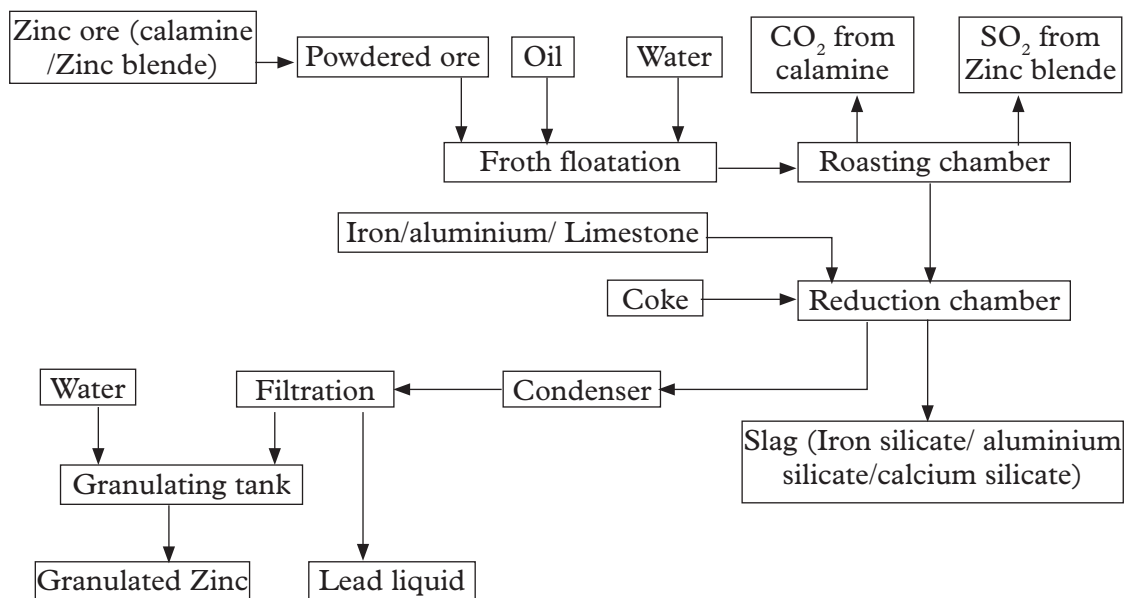 Zinc ore (calamine
/Zinc blende)
Powdered ore
Oil
Water
CO₂ from
calamine
SO₂ from
Zinc blende
Froth floatation
Roasting chamber
Iron/aluminium/ Limestone
Coke
Reduction chamber
Water
Filtration
Condenser
Slag (Iron silicate/ aluminium
silicate/calcium silicate)
Granulating tank
Granulated Zinc
Lead liquid